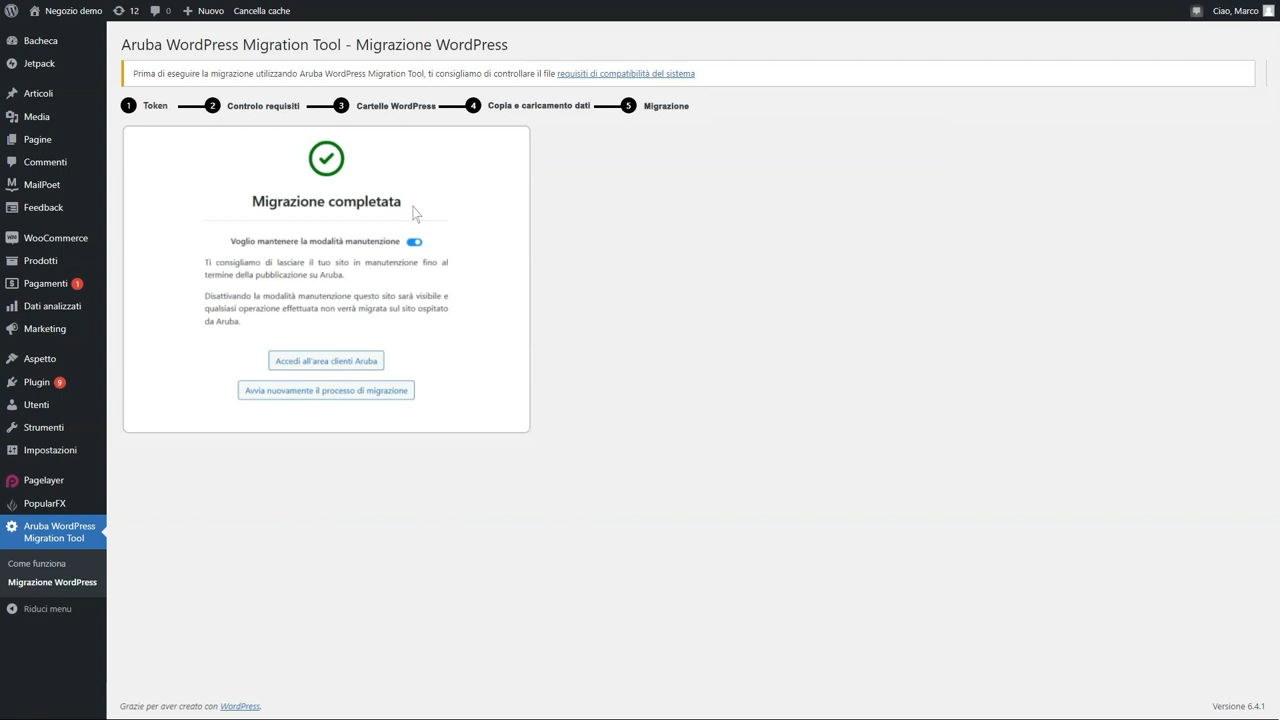 Negozio demo 12 0 Nuovo Cancella cache Ciao, Marco
Bacheca
Jetpack
Articoli
Media
Pagine
Commenti
MailPoet
Feedback
WooCommerce
Prodotti
Pagamenti 1
Dati analizzati
Marketing
Aspetto
Plugin 9
Utenti
Strumenti
Impostazioni
Pagelayer
PopularFX
Aruba WordPress
Migration Tool
Come funziona
Migrazione WordPress
Riduci menu
Aruba WordPress Migration Tool - Migrazione WordPress
Prima di eseguire la migrazione utilizzando Aruba WordPress Migration Tool, ti consigliamo di controllare il file requisiti di compatibilità del sistema
1 Token 2 Controlo requisiti 3 Cartelle WordPress 4 Copia e caricamento dati 5 Migrazione
Migrazione completata
Voglio mantenere la modalità manutenzione
Ti consigliamo di lasciare il tuo sito in manutenzione fino al
termine della pubblicazione su Aruba.
Disattivando la modalità manutenzione questo sito sarà visibile e
qualsiasi operazione effettuata non verrà migrata sul sito ospitato
da Aruba.
Accedi all'area clienti Aruba
Avvia nuovamente il processo di migrazione
Grazie per aver creato con WordPress. Versione 6.4.1